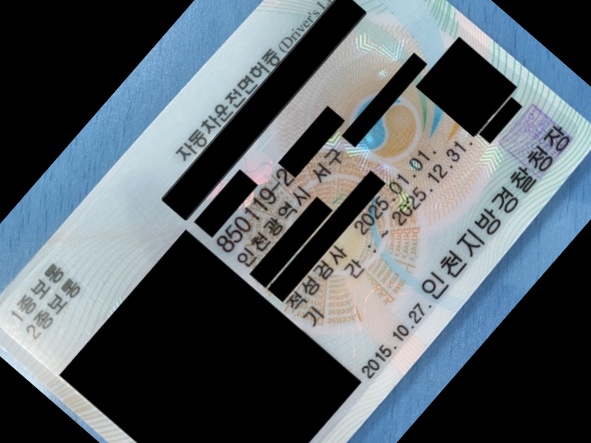 자동차운전면허증 (Driver's Li
1종보통
2종보통
850119-2
인천광역시 서구
적성검사 2025.01.01.
기 간 : ~ 2025.12.31.
2015.10.27. 인천지방경찰청장